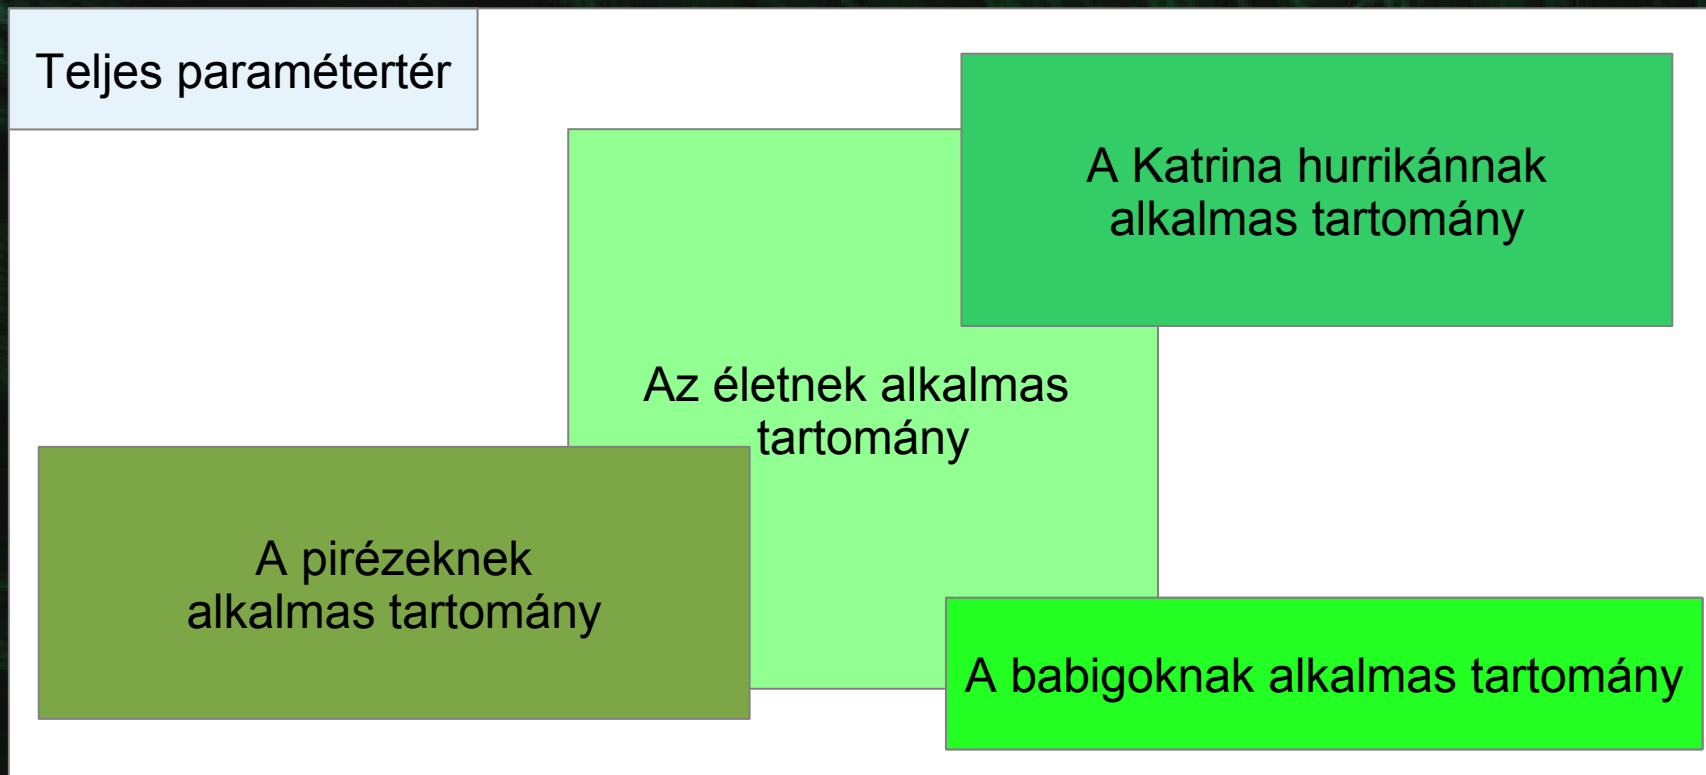 Teljes paramétertér
A Katrina hurrikánnak
alkalmas tartomány
Az életnek alkalmas
tartomány
A pirézeknek
alkalmas tartomány
A babigoknak alkalmas tartomány